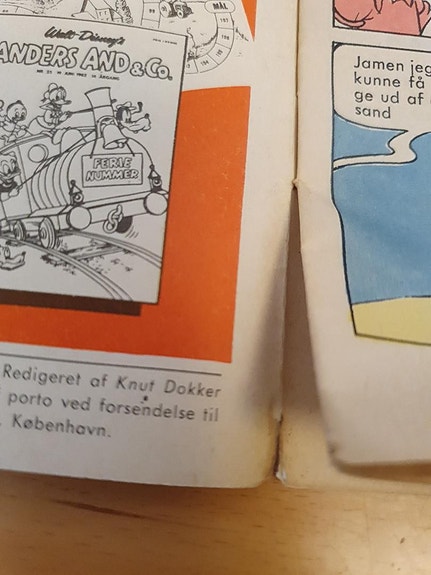 MÅL
Walt Disney's
ANDERS AND & Co.
FERIE
NUMMER
Redigeret af Knut Dokker
porto ved forsendelse til
København.
Jamen jeg
kunne få
ge ud af
sand